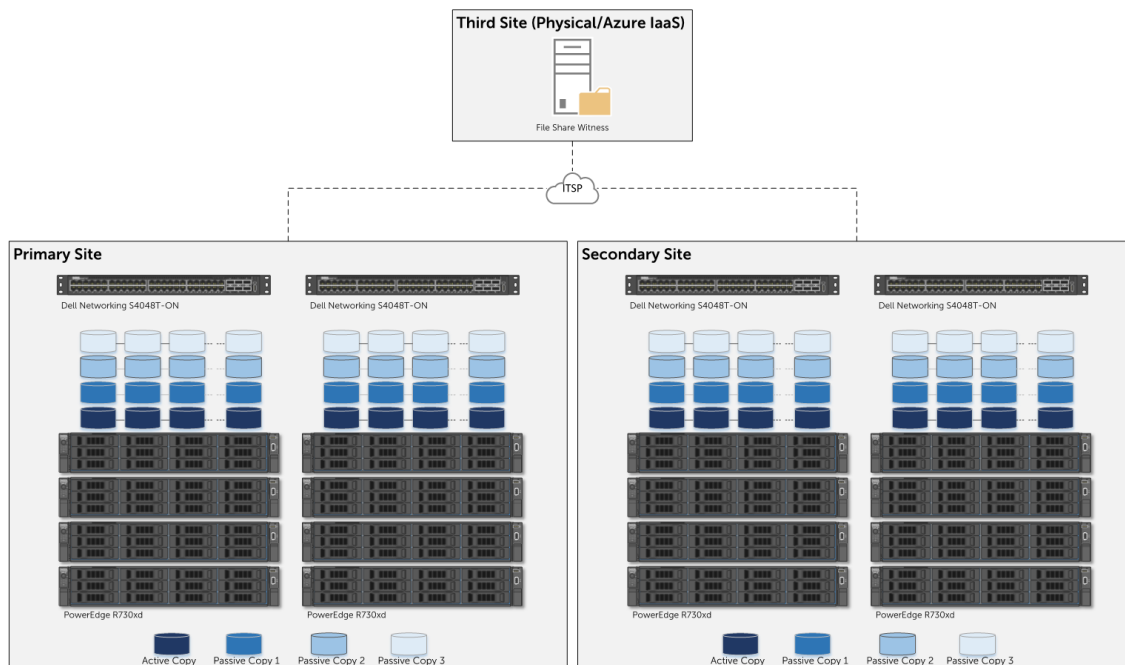 Third Site (Physical/Azure IaaS)
File Share Witness
ITSP
Primary Site
Dell Networking S4048T-ON
Dell Networking S4048T-ON
PowerEdge R730xd
PowerEdge R730xd
Active Copy
Passive Copy 1
Passive Copy 2
Passive Copy 3
Secondary Site
Dell Networking S4048T-ON
Dell Networking S4048T-ON
PowerEdge R730xd
PowerEdge R730xd
Active Copy
Passive Copy 1
Passive Copy 2
Passive Copy 3